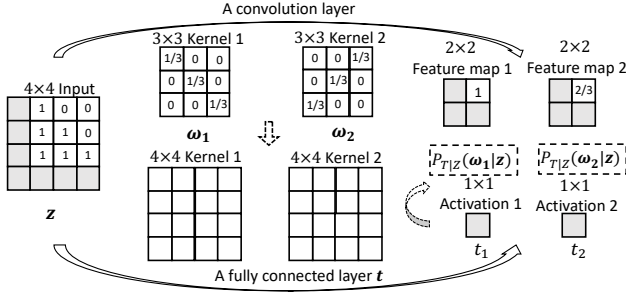 A convolution layer
3×3 Kernel 1
3×3 Kernel 2
2×2
2×2
Feature map 1
Feature map 2
4×4 Input
1/3 0 0
0 1/3 0
0 0 1/3
0 0 1/3
0 1/3 0
1/3 0 0
1
2/3
1 0 0
1 1 0
1 1 1
ω₁
ω₂
z
4×4 Kernel 1
4×4 Kernel 2
P_{T|Z}(ω₁|z)
P_{T|Z}(ω₂|z)
1×1
1×1
Activation 1
Activation 2
t₁
t₂
A fully connected layer t